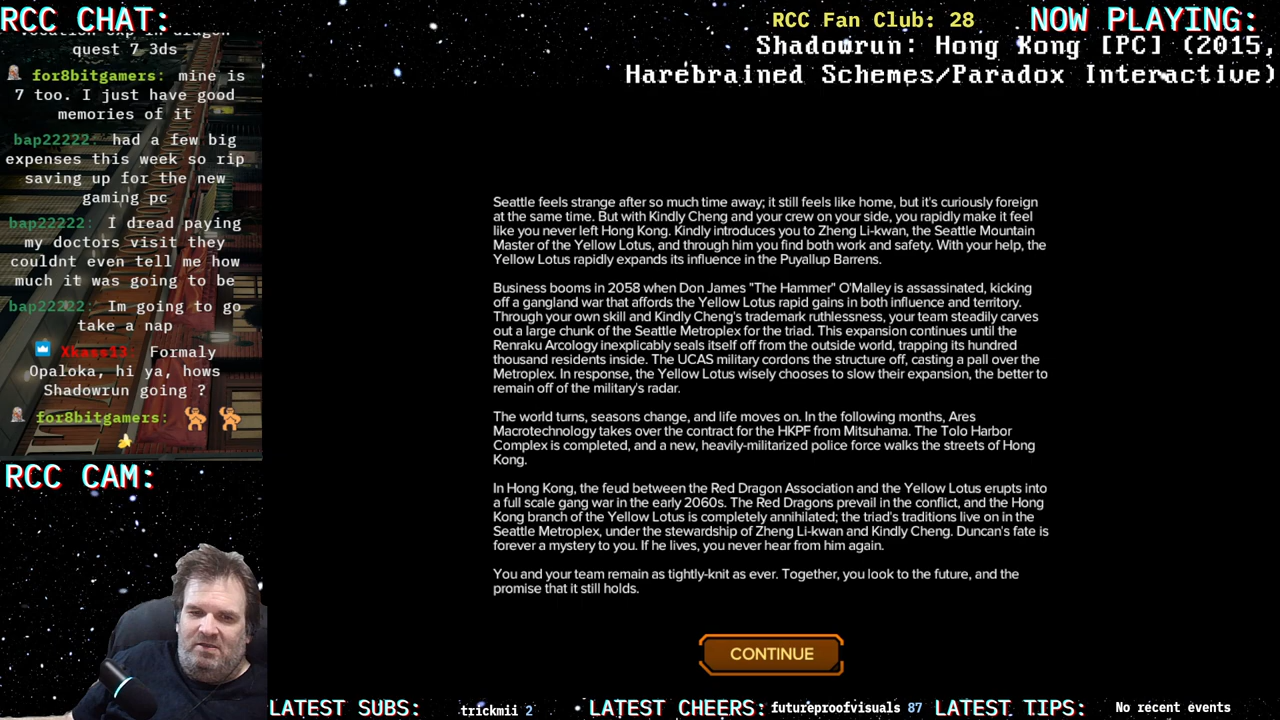 RCC CHAT:
quest 7 3ds
for8bitgamers: mine is
7 too. I just have good
memories of it
bap22222: had a few big
expenses this week so rip
saving up for the new
gaming pc
bap22222: I dread paying
my doctors visit they
couldnt even tell me how
much it was going to be
bap22222: Im going to go
take a nap
Xkass13: Formaly
Opaloka, hi ya, hows
Shadowrun going ?
for8bitgamers:
RCC CAM:
RCC Fan Club: 28
NOW PLAYING:
Shadowrun: Hong Kong [PC] (2015,
Harebrained Schemes/Paradox Interactive)
Seattle feels strange after so much time away; it still feels like home, but it's curiously foreign
at the same time. But with Kindly Cheng and your crew on your side, you rapidly make it feel
like you never left Hong Kong. Kindly introduces you to Zheng Li-kwan, the Seattle Mountain
Master of the Yellow Lotus, and through him you find both work and safety. With your help, the
Yellow Lotus rapidly expands its influence in the Puyallup Barrens.
Business booms in 2058 when Don James "The Hammer" O'Malley is assassinated, kicking
off a gangland war that affords the Yellow Lotus rapid gains in both influence and territory.
Through your own skill and Kindly Cheng's trademark ruthlessness, your team steadily carves
out a large chunk of the Seattle Metroplex for the triad. This expansion continues until the
Renraku Arcology inexplicably seals itself off from the outside world, trapping its hundred
thousand residents inside. The UCAS military cordons the structure off, casting a pall over the
Metroplex. In response, the Yellow Lotus wisely chooses to slow their expansion, the better to
remain off of the military's radar.
The world turns, seasons change, and life moves on. In the following months, Ares
Macrotechnology takes over the contract for the HKPF from Mitsuhama. The Tolo Harbor
Complex is completed, and a new, heavily-militarized police force walks the streets of Hong
Kong.
In Hong Kong, the feud between the Red Dragon Association and the Yellow Lotus erupts into
a full scale gang war in the early 2060s. The Red Dragons prevail in the conflict, and the Hong
Kong branch of the Yellow Lotus is completely annihilated; the triad's traditions live on in the
Seattle Metroplex, under the stewardship of Zheng Li-kwan and Kindly Cheng. Duncan's fate is
forever a mystery to you. If he lives, you never hear from him again.
You and your team remain as tightly-knit as ever. Together, you look to the future, and the
promise that it still holds.
CONTINUE
LATEST SUBS: trickmii 2
LATEST CHEERS: futureproofvisuals 87
LATEST TIPS: No recent events